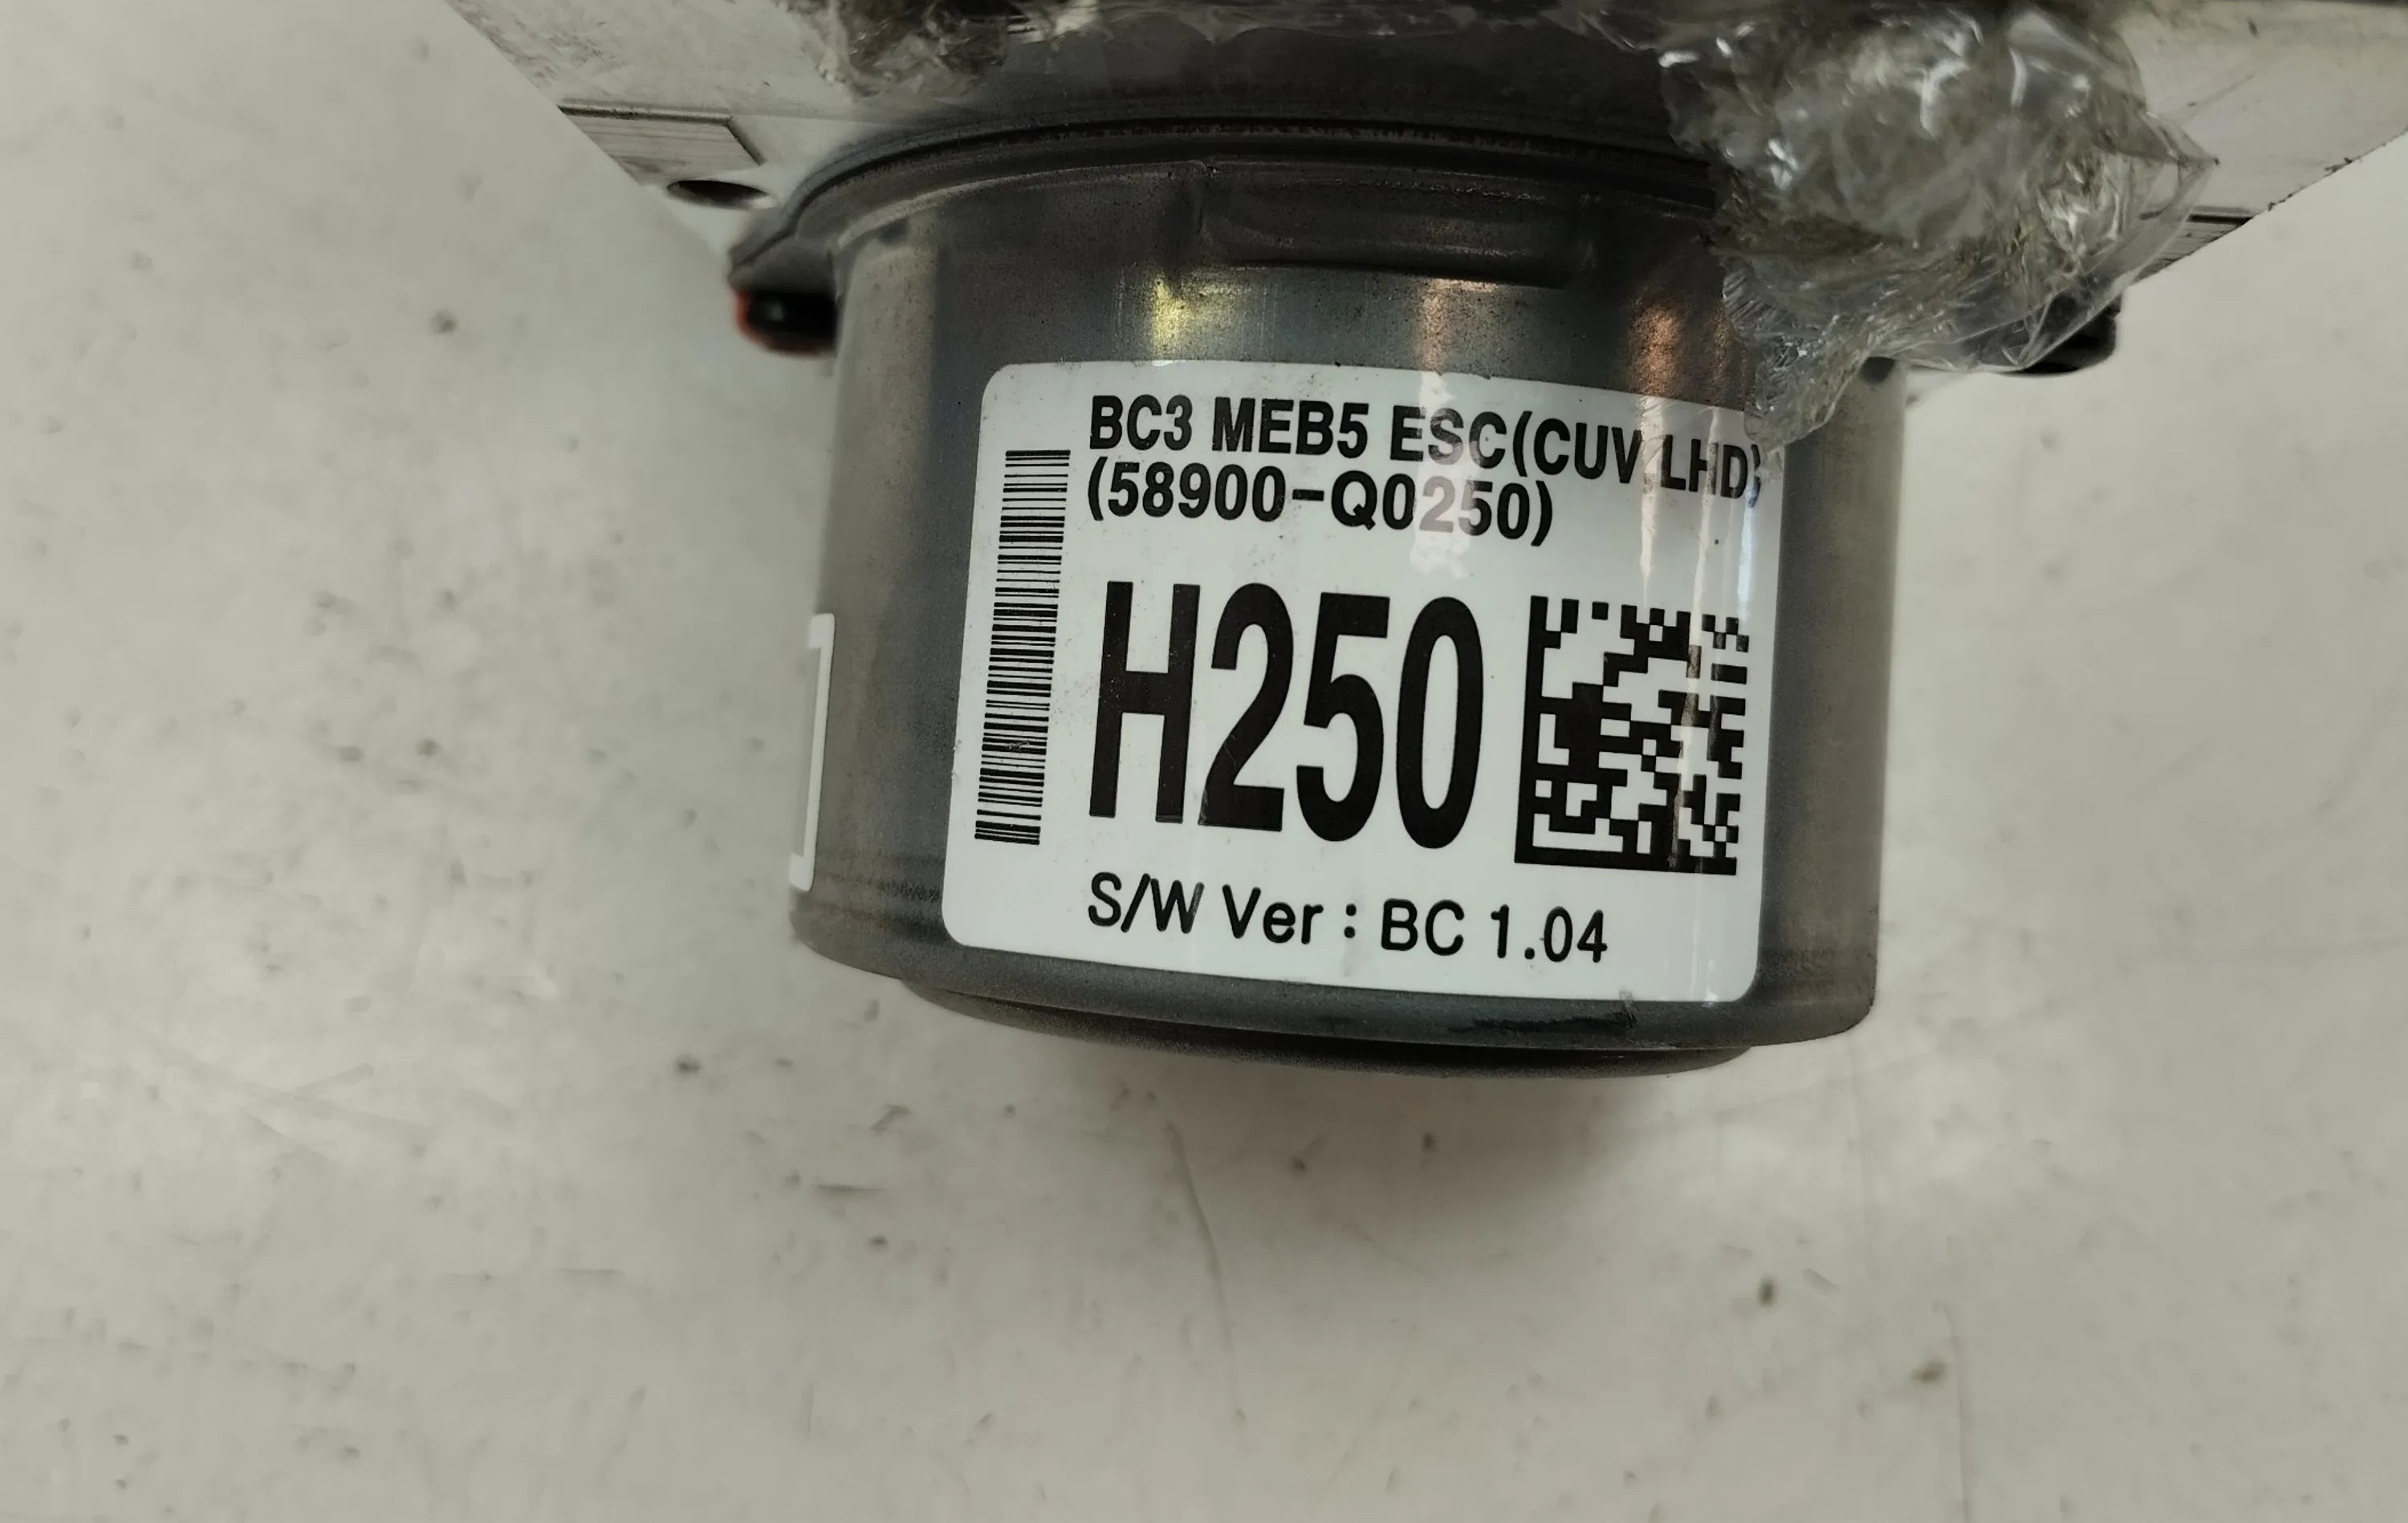 BC3 MEB5 ESC(CUV,LHD)
(58900-Q0250)
H250
S/W Ver : BC 1.04